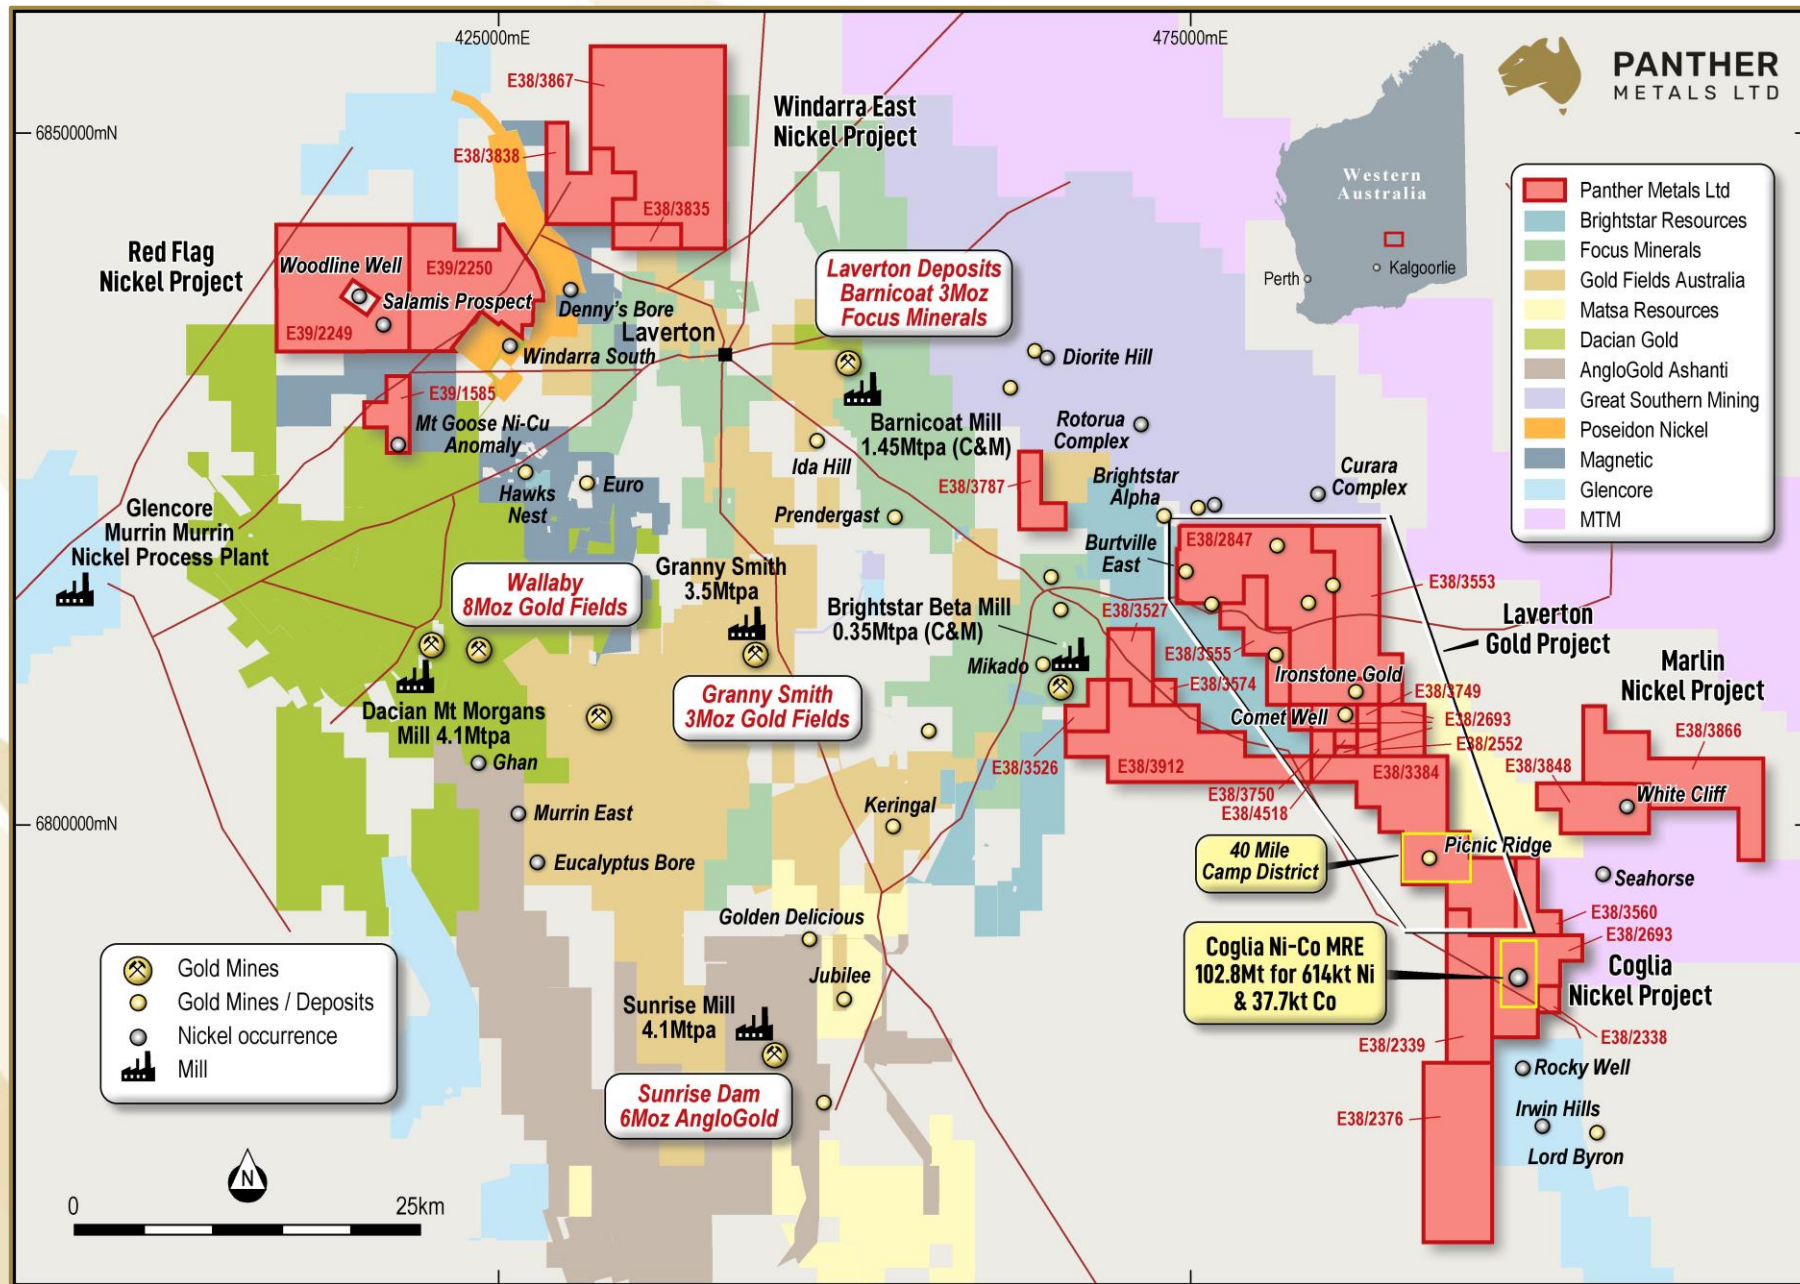 425000mE
475000mE
6850000mN
6800000mN
PANTHER
METALS LTD
Western
Australia
Perth
Kalgoorlie
Panther Metals Ltd
Brightstar Resources
Focus Minerals
Gold Fields Australia
Matsa Resources
Dacian Gold
AngloGold Ashanti
Great Southern Mining
Poseidon Nickel
Magnetic
Glencore
MTM
E38/3867
Windarra East
Nickel Project
E38/3838
E38/3835
Red Flag
Nickel Project
Woodline Well
E39/2250
Salamis Prospect
E39/2249
Denny's Bore
Laverton
Windarra South
Laverton Deposits
Barnicoat 3Moz
Focus Minerals
Diorite Hill
E39/1585
Mt Goose Ni-Cu
Anomaly
Barnicoat Mill
1.45Mtpa (C&M)
Rotorua
Complex
Ida Hill
Hawks
Nest
Euro
E38/3787
Brightstar
Alpha
Curara
Complex
Prendergast
Glencore
Murrin Murrin
Nickel Process Plant
Burtville
East
E38/2847
E38/3553
Wallaby
8Moz Gold Fields
Granny Smith
3.5Mtpa
Brightstar Beta Mill
0.35Mtpa (C&M)
E38/3527
Laverton
Gold Project
Mikado
E38/3555
Ironstone Gold
E38/3574
E38/3749
Marlin
Nickel Project
Granny Smith
3Moz Gold Fields
Dacian Mt Morgans
Mill 4.1Mtpa
Comet Well
E38/2693
E38/2552
E38/3866
Ghan
E38/3526
E38/3912
E38/3384
E38/3848
E38/3750
E38/4518
White Cliff
Murrin East
Keringal
40 Mile
Camp District
Picnic Ridge
Eucalyptus Bore
Seahorse
Golden Delicious
E38/3560
E38/2693
Coglia Ni-Co MRE
102.8Mt for 614kt Ni
& 37.7kt Co
Coglia
Nickel Project
Jubilee
Sunrise Mill
4.1Mtpa
E38/2339
E38/2338
Rocky Well
Sunrise Dam
6Moz AngloGold
E38/2376
Irwin Hills
Lord Byron
Gold Mines
Gold Mines / Deposits
Nickel occurrence
Mill
N
0
25km